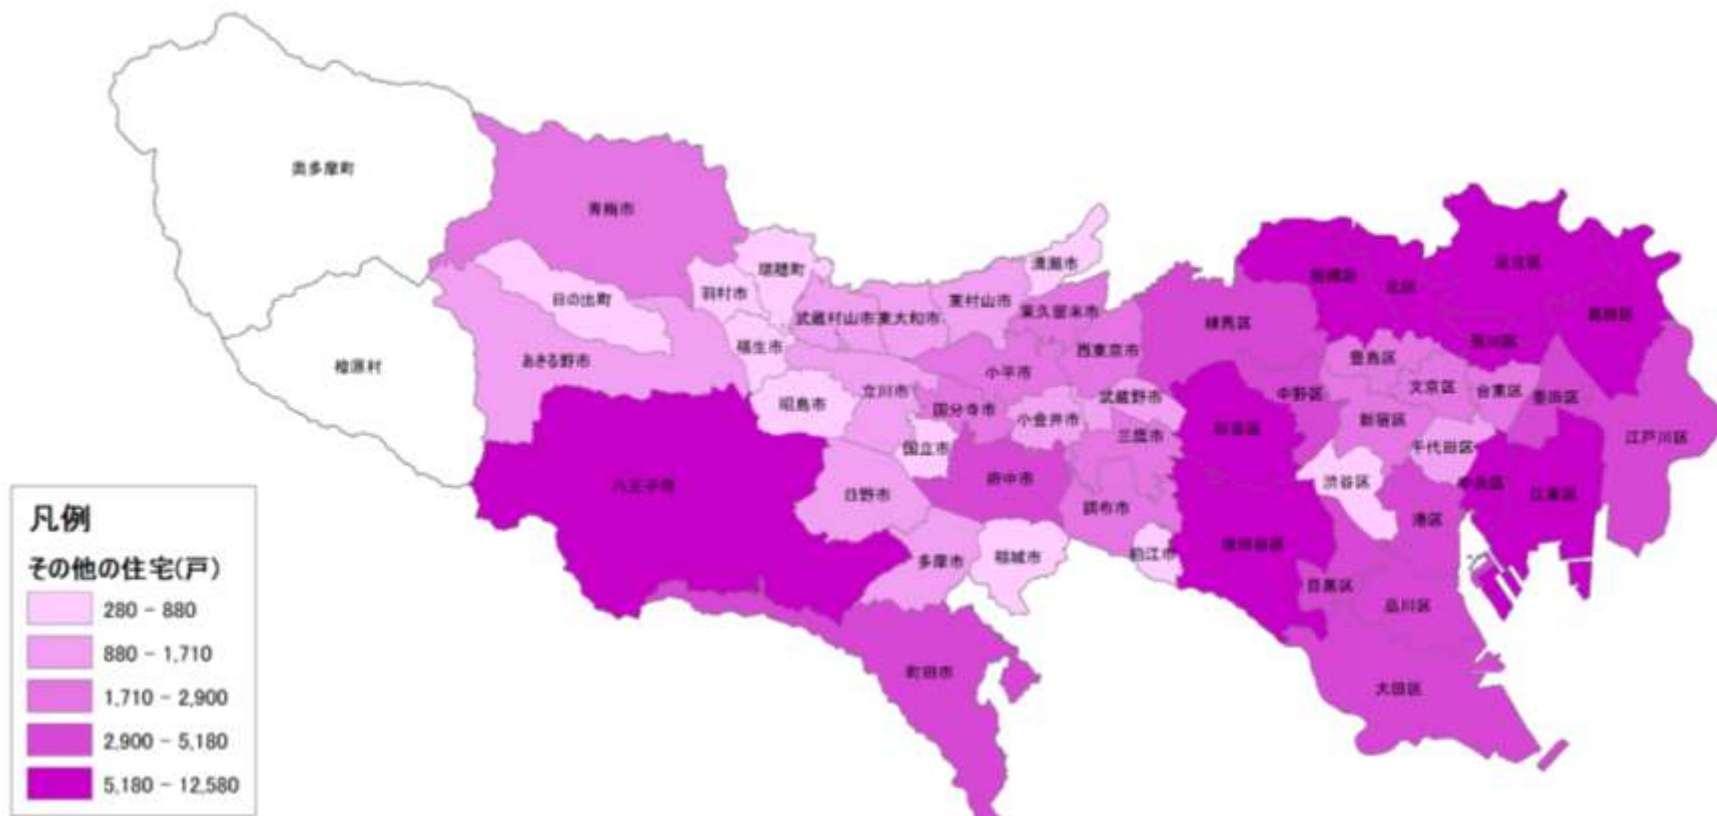 奥多摩町
青梅市
瑞穂町
清瀬市
羽村市
日の出町
東村山市
武蔵村山市
東大和市
東久留米市
板橋区
北区
足立区
葛飾区
練馬区
荒川区
福生市
西東京市
豊島区
あきる野市
檜原村
小平市
立川市
昭島市
国分寺市
小金井市
武蔵野市
中野区
文京区
台東区
墨田区
新宿区
三鷹市
杉並区
江戸川区
国立市
千代田区
八王子市
日野市
府中市
渋谷区
中央区
江東区
調布市
港区
世田谷区
多摩市
稲城市
狛江市
目黒区
品川区
町田市
大田区
凡例
その他の住宅(戸)
280 - 880
880 - 1,710
1,710 - 2,900
2,900 - 5,180
5,180 - 12,580